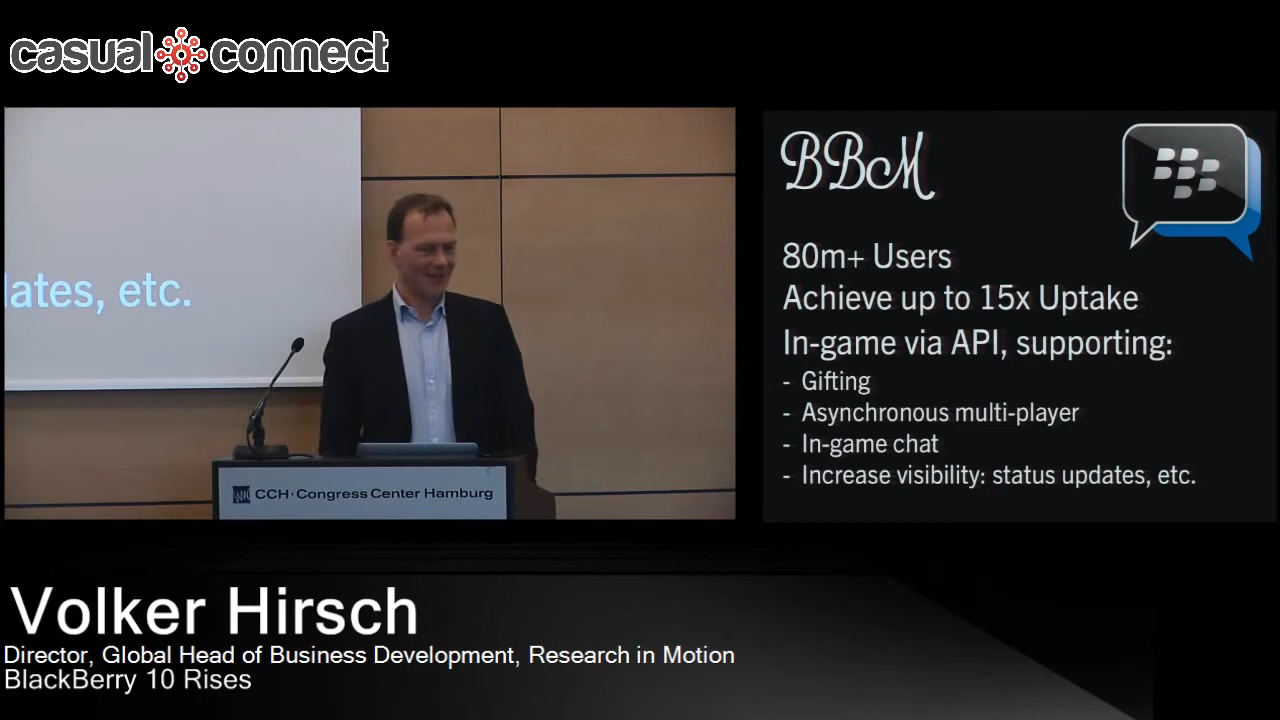 casual connect
lates, etc.
CCH·Congress Center Hamburg
BBM
80m+ Users
Achieve up to 15x Uptake
In-game via API, supporting:
- Gifting
- Asynchronous multi-player
- In-game chat
- Increase visibility: status updates, etc.
Volker Hirsch
Director, Global Head of Business Development, Research in Motion
BlackBerry 10 Rises